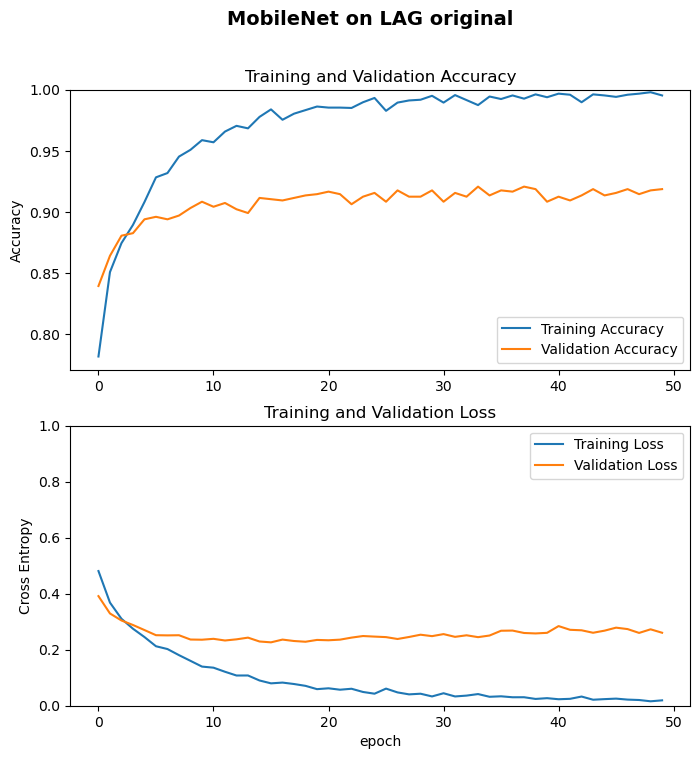 MobileNet on LAG original
Training and Validation Accuracy
1.00
0.95
0.90
0.85
0.80
Accuracy
Training Accuracy
Validation Accuracy
0 10 20 30 40 50
Training and Validation Loss
1.0
0.8
0.6
0.4
0.2
0.0
Cross Entropy
Training Loss
Validation Loss
0 10 20 30 40 50
epoch